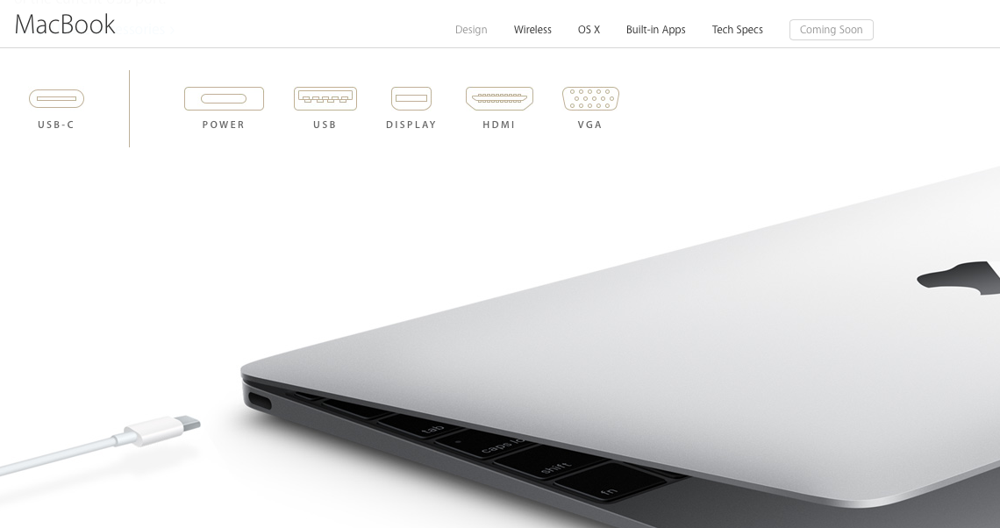 MacBook
Design Wireless OS X Built-in Apps Tech Specs Coming Soon
USB-C POWER USB DISPLAY HDMI VGA
tab
caps lo
shift
fn